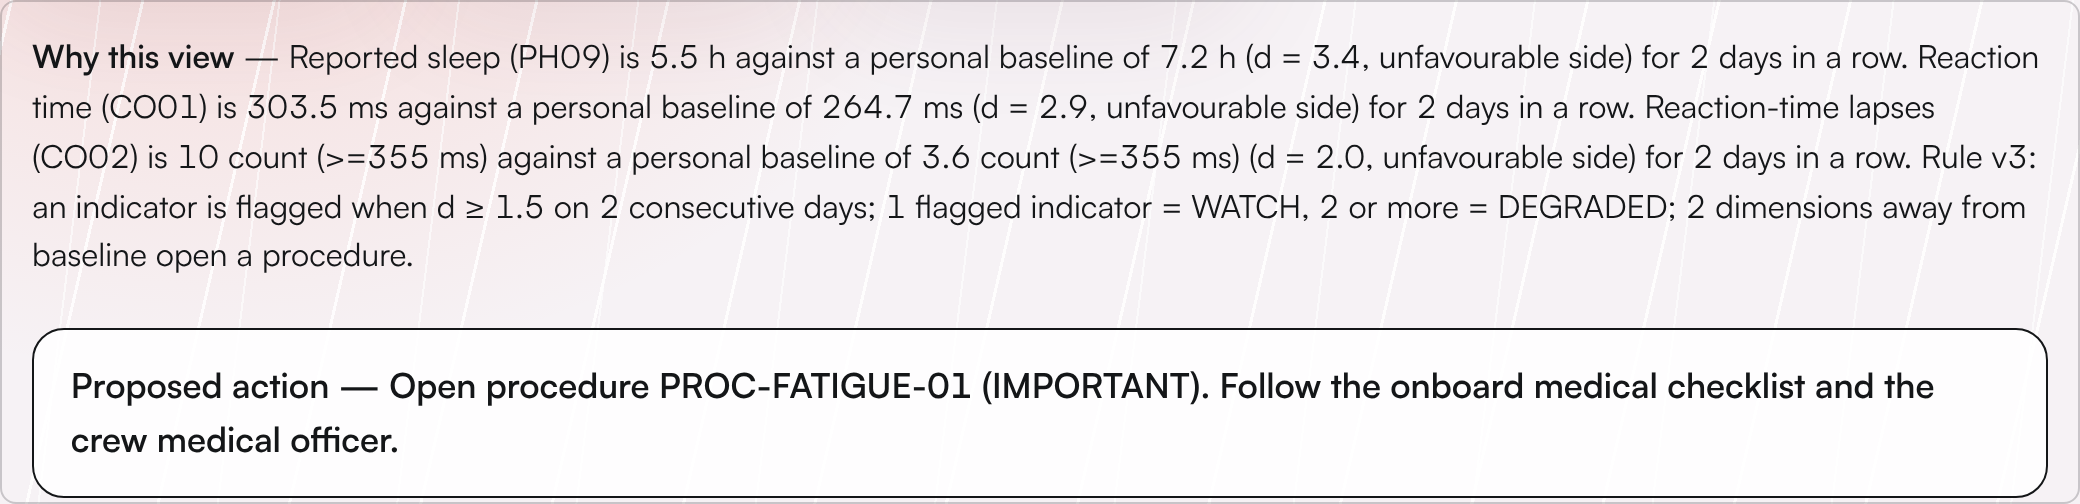 Why this view — Reported sleep (PH09) is 5.5 h against a personal baseline of 7.2 h (d = 3.4, unfavourable side) for 2 days in a row. Reaction
time (CO01) is 303.5 ms against a personal baseline of 264.7 ms (d = 2.9, unfavourable side) for 2 days in a row. Reaction-time lapses
(CO02) is 10 count (>=355 ms) against a personal baseline of 3.6 count (>=355 ms) (d = 2.0, unfavourable side) for 2 days in a row. Rule v3:
an indicator is flagged when d ≥ 1.5 on 2 consecutive days; 1 flagged indicator = WATCH, 2 or more = DEGRADED; 2 dimensions away from
baseline open a procedure.
Proposed action — Open procedure PROC-FATIGUE-01 (IMPORTANT). Follow the onboard medical checklist and the
crew medical officer.